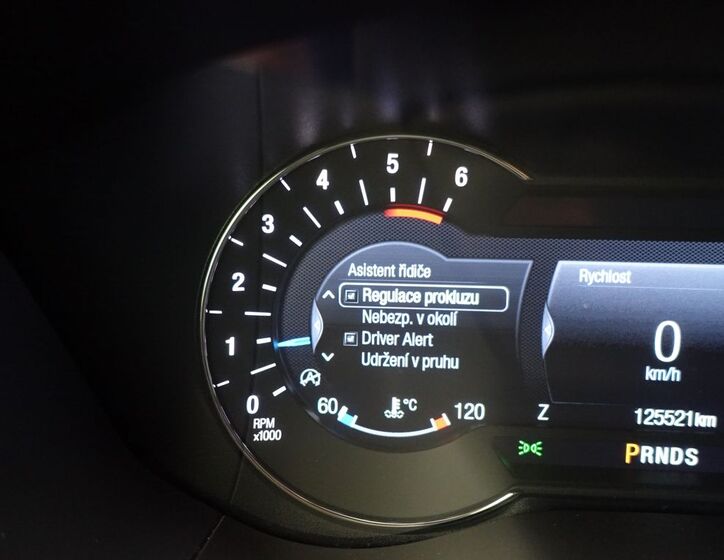 6
5
4
3
2
1
0
RPM
x1000
Asistent řidiče
Regulace prokluzu
Nebezp. v okolí
Driver Alert
Udržení v pruhu
60 °C 120
Rychlost
0
km/h
Z 125521km
PRNDS